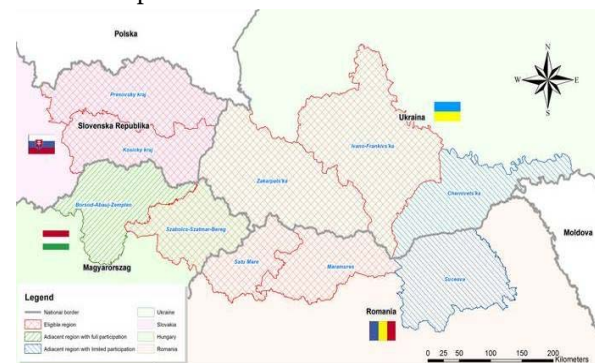 Polska
N
W E
S
Presovský kraj
Slovenska Republika
Ukraina
Ivano-Frankivs'ka
Kosický kraj
Zakarpats'ka
Chernivets'ka
Borsod-Abauj-Zemplen
Szabolcs-Szatmar-Bereg
Moldova
Satu Mare
Maramures
Suceava
Magyarorszag
Romania
Legend
National border
Eligible region
Adjacent region with full participation
Adjacent region with limited participation
Ukraine
Slovakia
Hungary
Romania
0 25 50 100 150 200
Kilometers